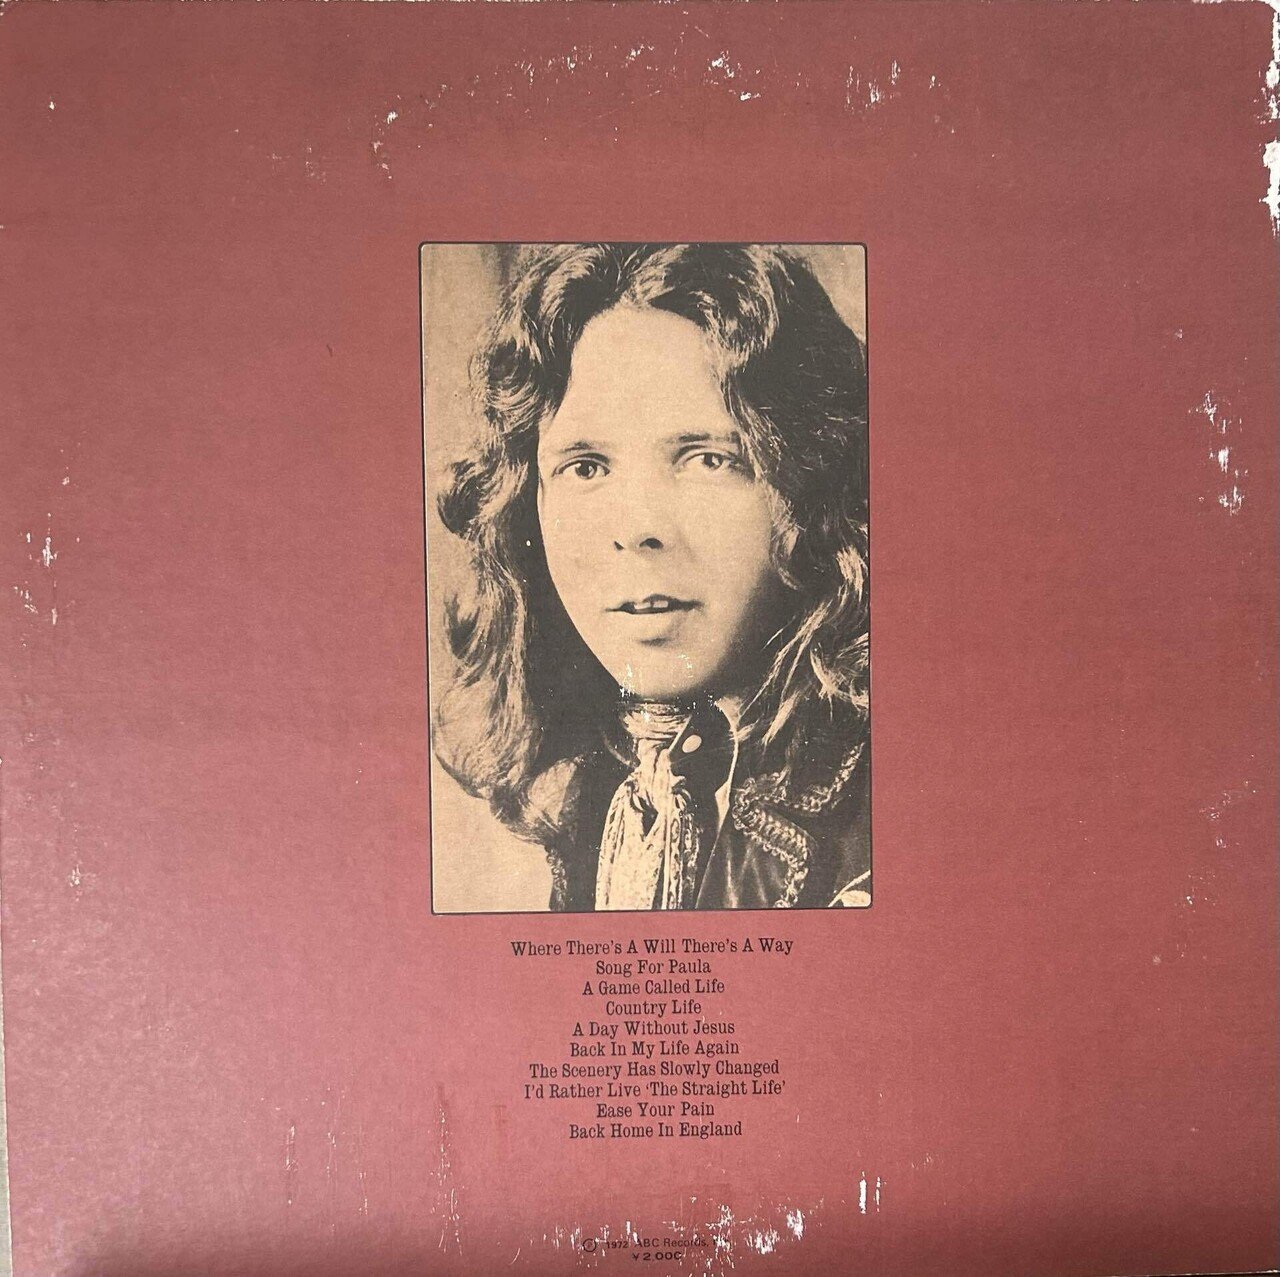 Where There's A Will There's A Way
Song For Paula
A Game Called Life
Country Life
A Day Without Jesus
Back In My Life Again
The Scenery Has Slowly Changed
I'd Rather Live 'The Straight Life'
Ease Your Pain
Back Home In England
℗ 1972 ABC Records,
¥2,000